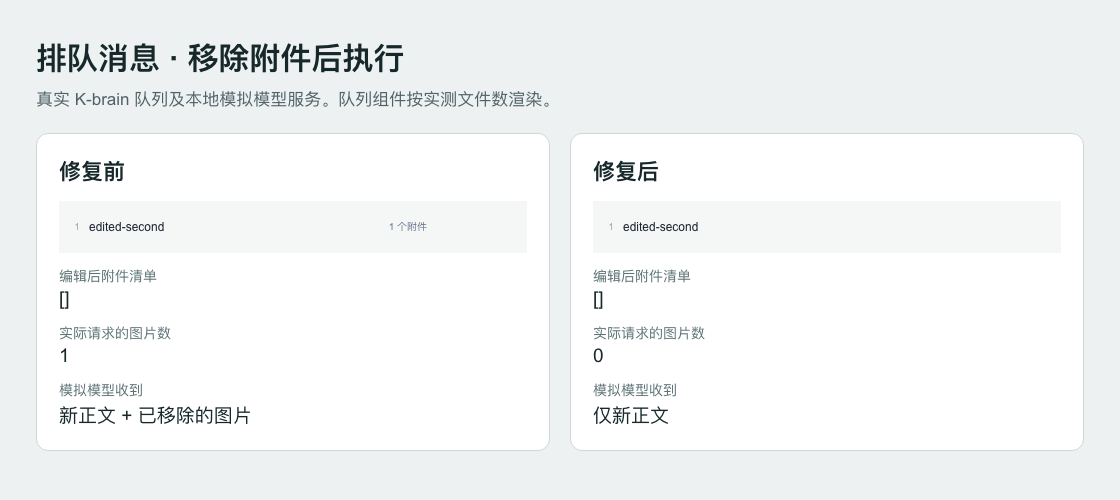 排队消息 · 移除附件后执行
真实 K-brain 队列及本地模拟模型服务。队列组件按实测文件数渲染。
修复前
1 edited-second 1 个附件
编辑后附件清单
[]
实际请求的图片数
1
模拟模型收到
新正文 + 已移除的图片
修复后
1 edited-second
编辑后附件清单
[]
实际请求的图片数
0
模拟模型收到
仅新正文